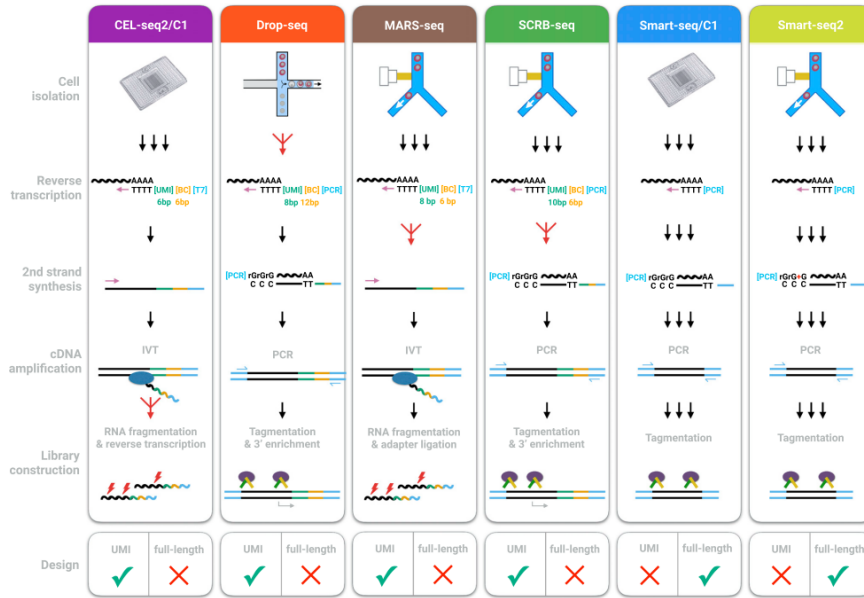 CEL-seq2/C1 Drop-seq MARS-seq SCRB-seq Smart-seq/C1 Smart-seq2
Cell
isolation
Reverse
transcription
AAAA AAAA AAAA AAAA AAAA AAAA
TTTT [UMI] [BC] [T7] TTTT [UMI] [BC] [PCR] TTTT [UMI] [BC] [T7] TTTT [UMI] [BC] [PCR] TTTT [PCR] TTTT [PCR]
6bp 6bp 8bp 12bp 8 bp 6 bp 10bp 6bp
2nd strand
synthesis
[PCR] rGrGrG AA [PCR] rGrGrG AA [PCR] rGrGrG AA [PCR] rGrG+G AA
C C C TT C C C TT C C C TT C C C TT
cDNA
amplification
IVT PCR IVT PCR PCR PCR
Library
construction
RNA fragmentation Tagmentation RNA fragmentation Tagmentation Tagmentation Tagmentation
& reverse transcription & 3' enrichment & adapter ligation & 3' enrichment
Design
UMI full-length UMI full-length UMI full-length UMI full-length UMI full-length UMI full-length